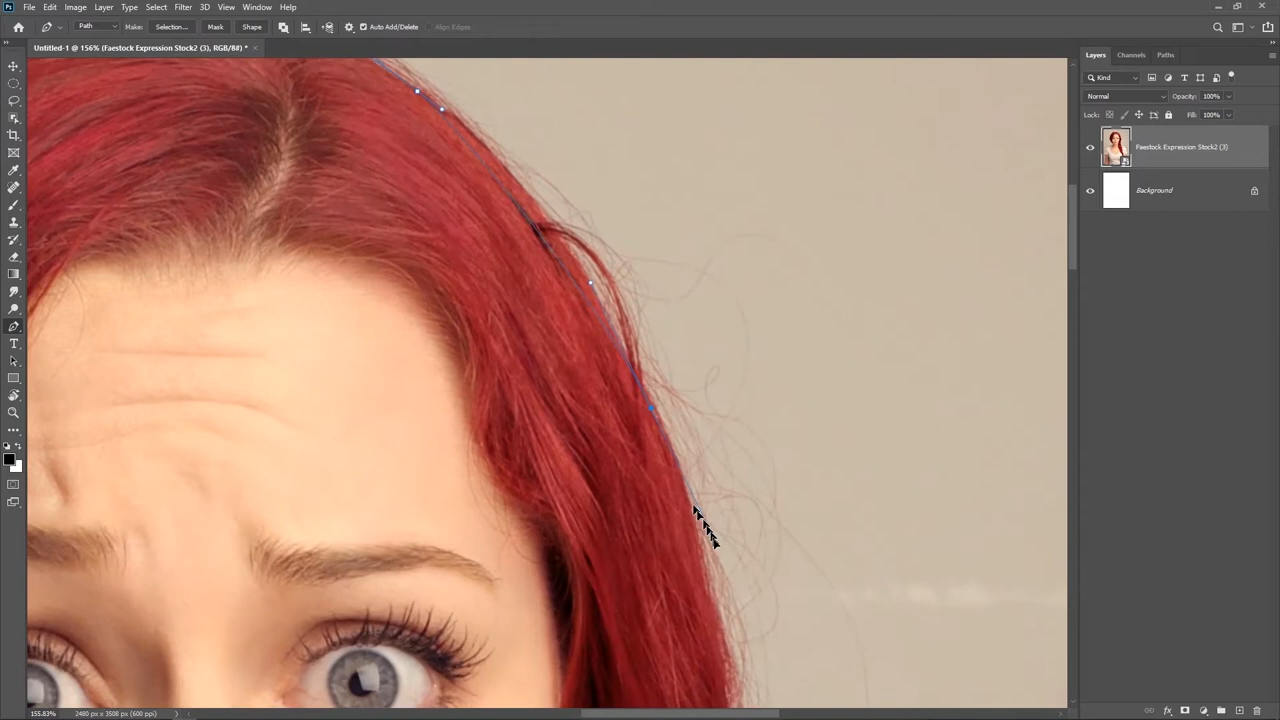 Ps File Edit Image Layer Type Select Filter 3D View Window Help
Path Make: Selection... Mask Shape Auto Add/Delete Align Edges
Untitled-1 @ 156% (Faestock Expression Stock2 (3), RGB/8#) *
Layers Channels Paths
Kind
Normal Opacity: 100%
Lock: Fill: 100%
Faestock Expression Stock2 (3)
Background
155.83% 2480 px x 3508 px (600 ppi)